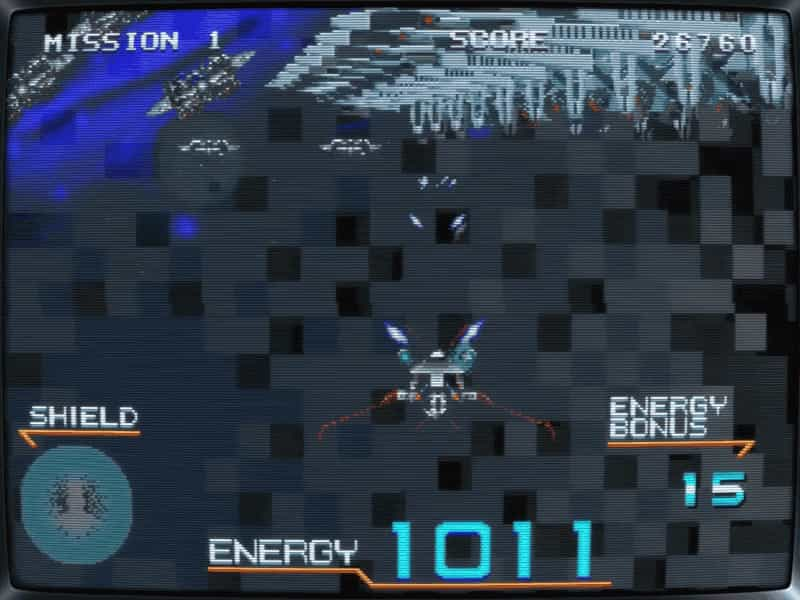 MISSION 1 SCORE 26760
SHIELD
ENERGY
BONUS
15
ENERGY 1011